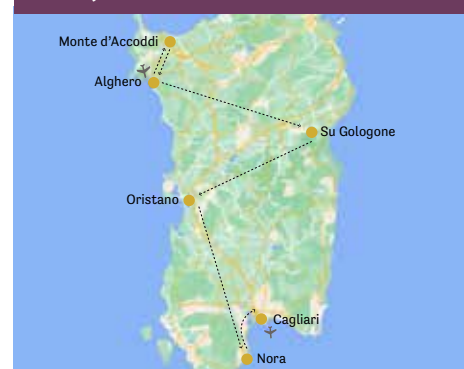 Monte d'Accoddi
Alghero
Su Gologone
Oristano
Cagliari
Nora